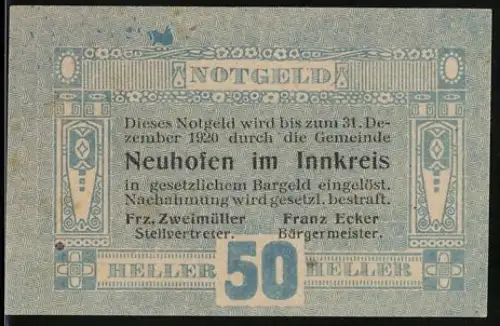 NOTGELD
Dieses Notgeld wird bis zum 31. De-
zember 1920 durch die Gemeinde
Neuhofen im Innkreis
in gesetzlichem Bargeld eingelöst.
Nachahmung wird gesetzl. bestraft.
Frz. Zweimüller Franz Ecker
Stellvertreter. Bürgermeister.
HELLER 50 HELLER